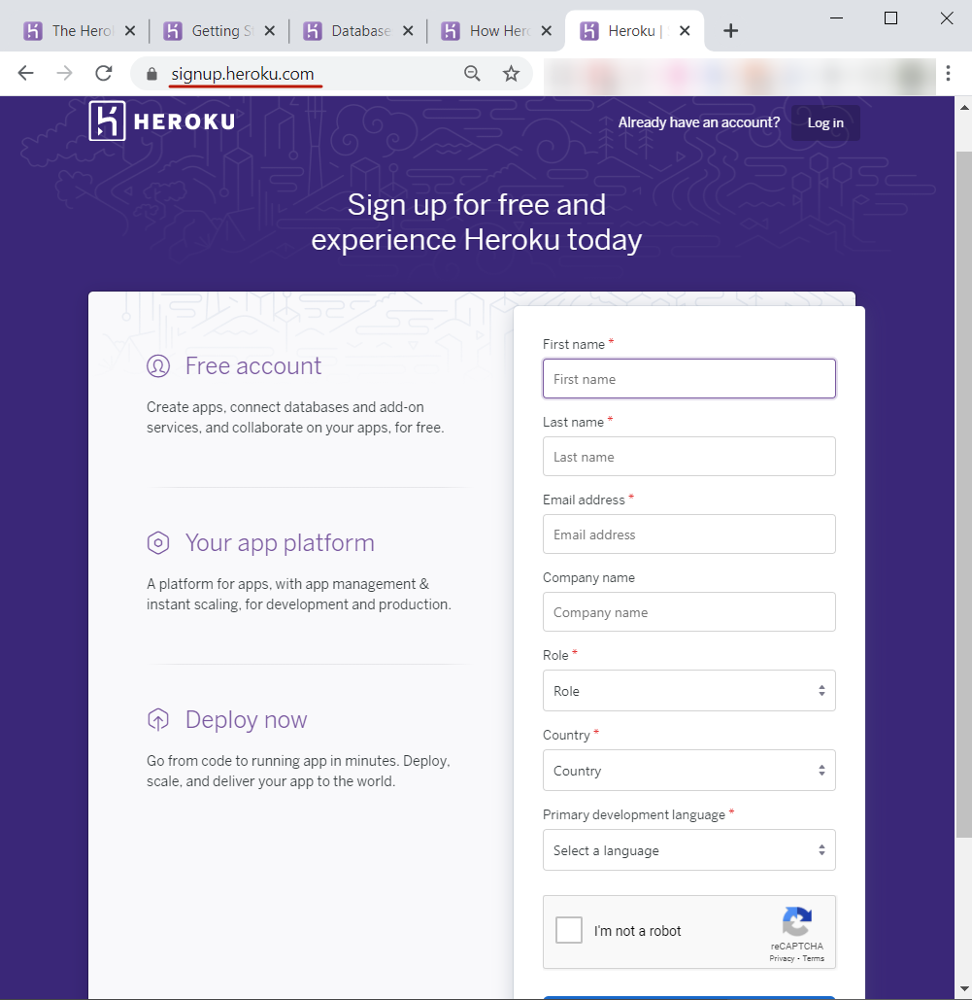 The Herol
Getting S
Database
How Herc
Heroku |
signup.heroku.com
HEROKU
Already have an account?
Log in
Sign up for free and
experience Heroku today
Free account
Create apps, connect databases and add-on
services, and collaborate on your apps, for free.
Your app platform
A platform for apps, with app management &
instant scaling, for development and production.
Deploy now
Go from code to running app in minutes. Deploy,
scale, and deliver your app to the world.
First name *
First name
Last name *
Last name
Email address *
Email address
Company name
Company name
Role *
Role
Country *
Country
Primary development language *
Select a language
I'm not a robot
reCAPTCHA
Privacy - Terms